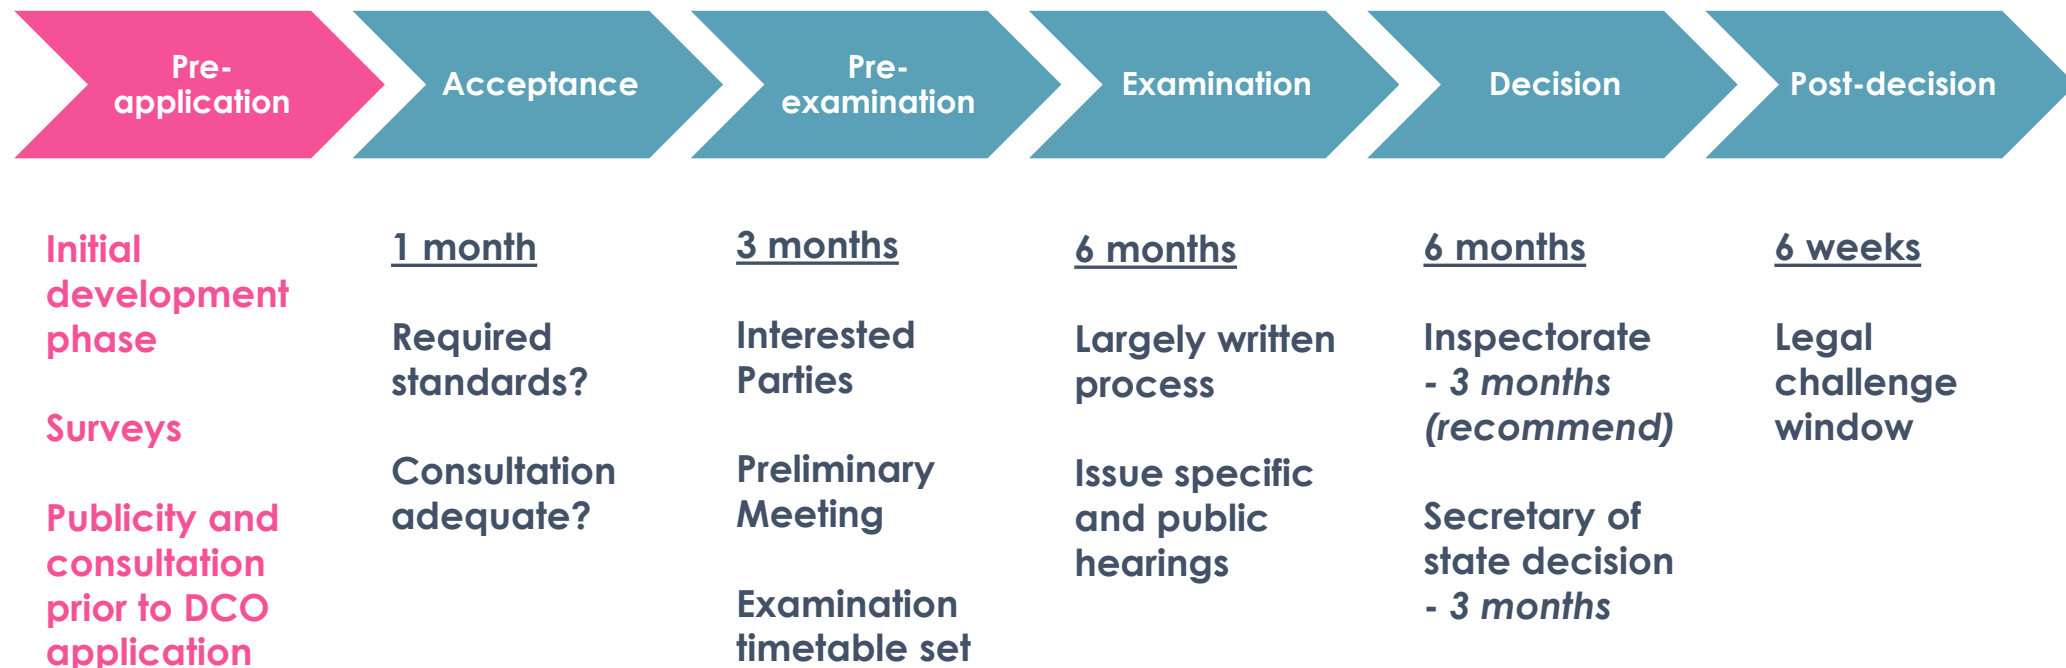 Pre-
application
Acceptance
Pre-
examination
Examination
Decision
Post-decision
Initial
development
phase
Surveys
Publicity and
consultation
prior to DCO
application
1 month
Required
standards?
Consultation
adequate?
3 months
Interested
Parties
Preliminary
Meeting
Examination
timetable set
6 months
Largely written
process
Issue specific
and public
hearings
6 months
Inspectorate
- 3 months
(recommend)
Secretary of
state decision
- 3 months
6 weeks
Legal
challenge
window